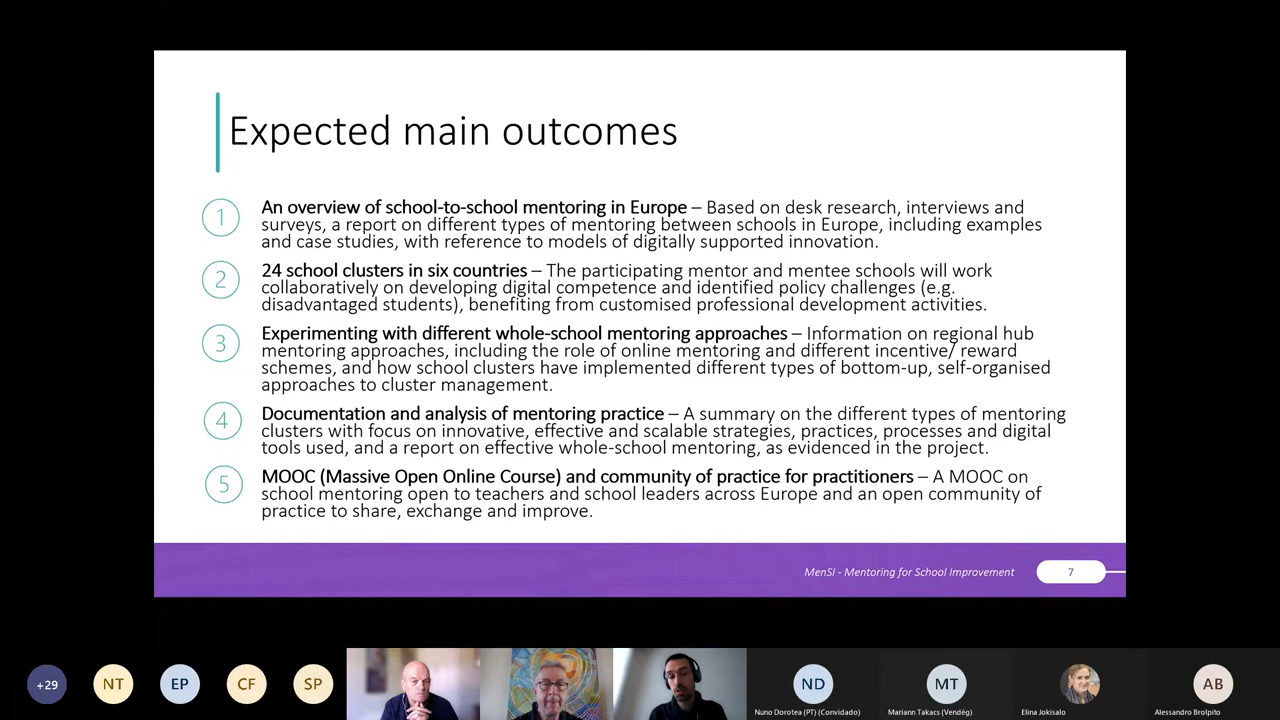 Expected main outcomes
1
An overview of school-to-school mentoring in Europe – Based on desk research, interviews and
surveys, a report on different types of mentoring between schools in Europe, including examples
and case studies, with reference to models of digitally supported innovation.
2
24 school clusters in six countries – The participating mentor and mentee schools will work
collaboratively on developing digital competence and identified policy challenges (e.g.
disadvantaged students), benefiting from customised professional development activities.
3
Experimenting with different whole-school mentoring approaches – Information on regional hub
mentoring approaches, including the role of online mentoring and different incentive/ reward
schemes, and how school clusters have implemented different types of bottom-up, self-organised
approaches to cluster management.
4
Documentation and analysis of mentoring practice – A summary on the different types of mentoring
clusters with focus on innovative, effective and scalable strategies, practices, processes and digital
tools used, and a report on effective whole-school mentoring, as evidenced in the project.
5
MOOC (Massive Open Online Course) and community of practice for practitioners – A MOOC on
school mentoring open to teachers and school leaders across Europe and an open community of
practice to share, exchange and improve.
MenSI - Mentoring for School Improvement
7
+29
NT
EP
CF
SP
ND
MT
AB
Nuno Dorotea (PT) (Convidado)
Mariann Takacs (Vendég)
Elina Jokisalo
Alessandro Brolpito